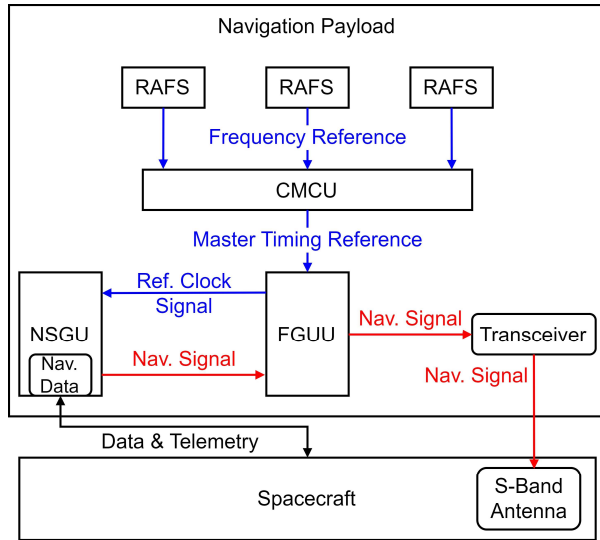 Navigation Payload
RAFS
RAFS
RAFS
Frequency Reference
CMCU
Master Timing Reference
NSGU
Nav.
Data
Ref. Clock
Signal
Nav. Signal
FGUU
Nav. Signal
Transceiver
Nav. Signal
Data & Telemetry
Spacecraft
S-Band
Antenna